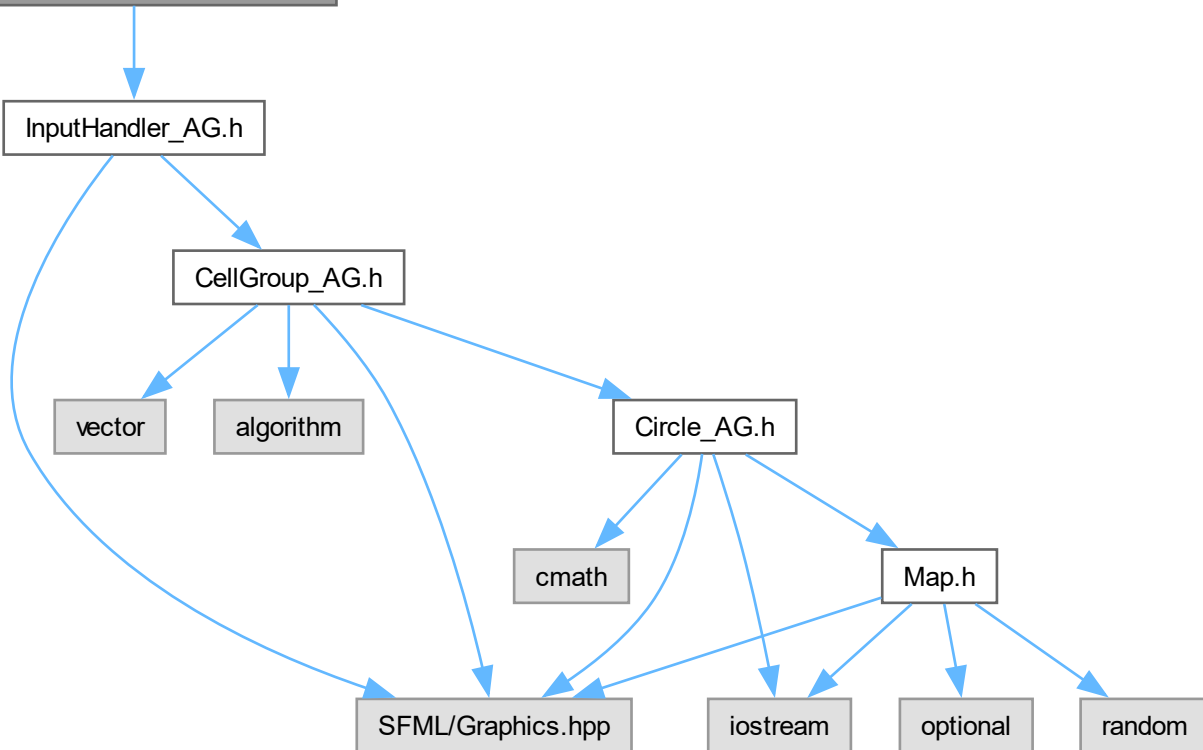 InputHandler_AG.h
CellGroup_AG.h
vector
algorithm
Circle_AG.h
cmath
Map.h
SFML/Graphics.hpp
iostream
optional
random